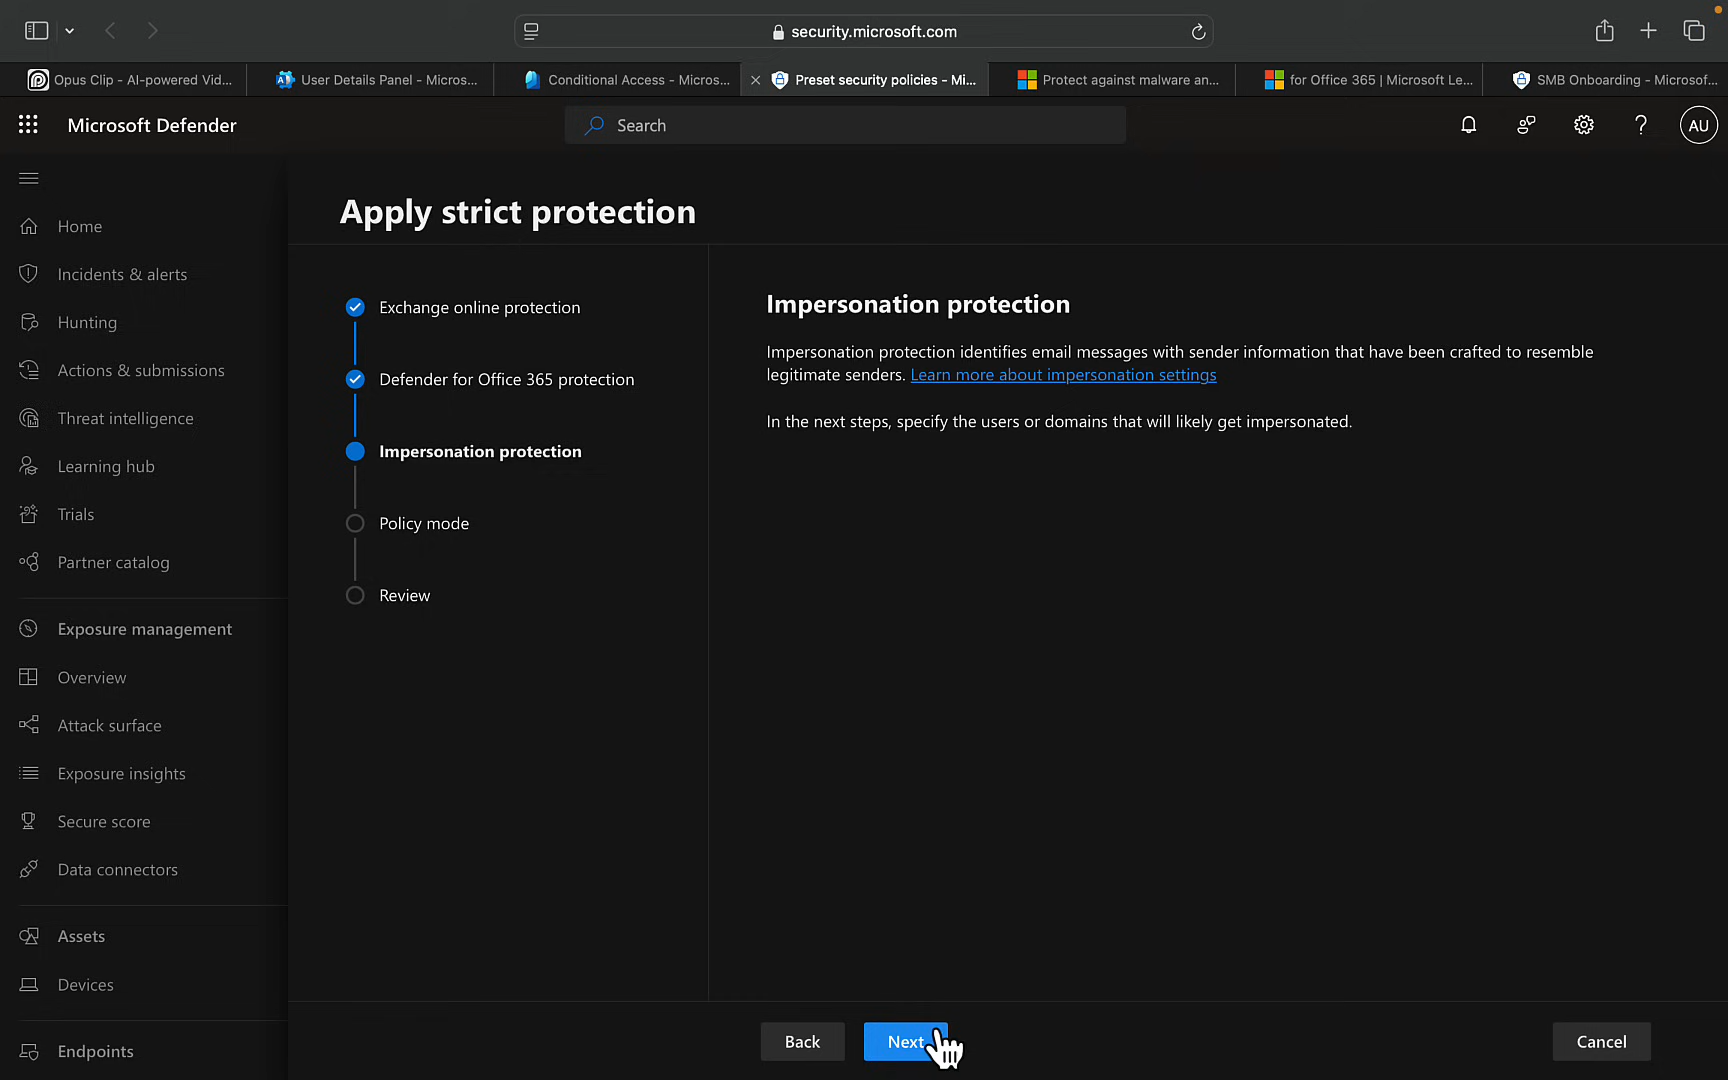 security.microsoft.com
Opus Clip - AI-powered Vid...
User Details Panel - Micros...
Conditional Access - Micros...
Preset security policies - Mi...
Protect against malware an...
for Office 365 | Microsoft Le...
SMB Onboarding - Microsof...
Microsoft Defender
Search
AU
Home
Incidents & alerts
Hunting
Actions & submissions
Threat intelligence
Learning hub
Trials
Partner catalog
Exposure management
Overview
Attack surface
Exposure insights
Secure score
Data connectors
Assets
Devices
Endpoints
Apply strict protection
Exchange online protection
Defender for Office 365 protection
Impersonation protection
Policy mode
Review
Impersonation protection
Impersonation protection identifies email messages with sender information that have been crafted to resemble
legitimate senders. Learn more about impersonation settings
In the next steps, specify the users or domains that will likely get impersonated.
Back
Next
Cancel